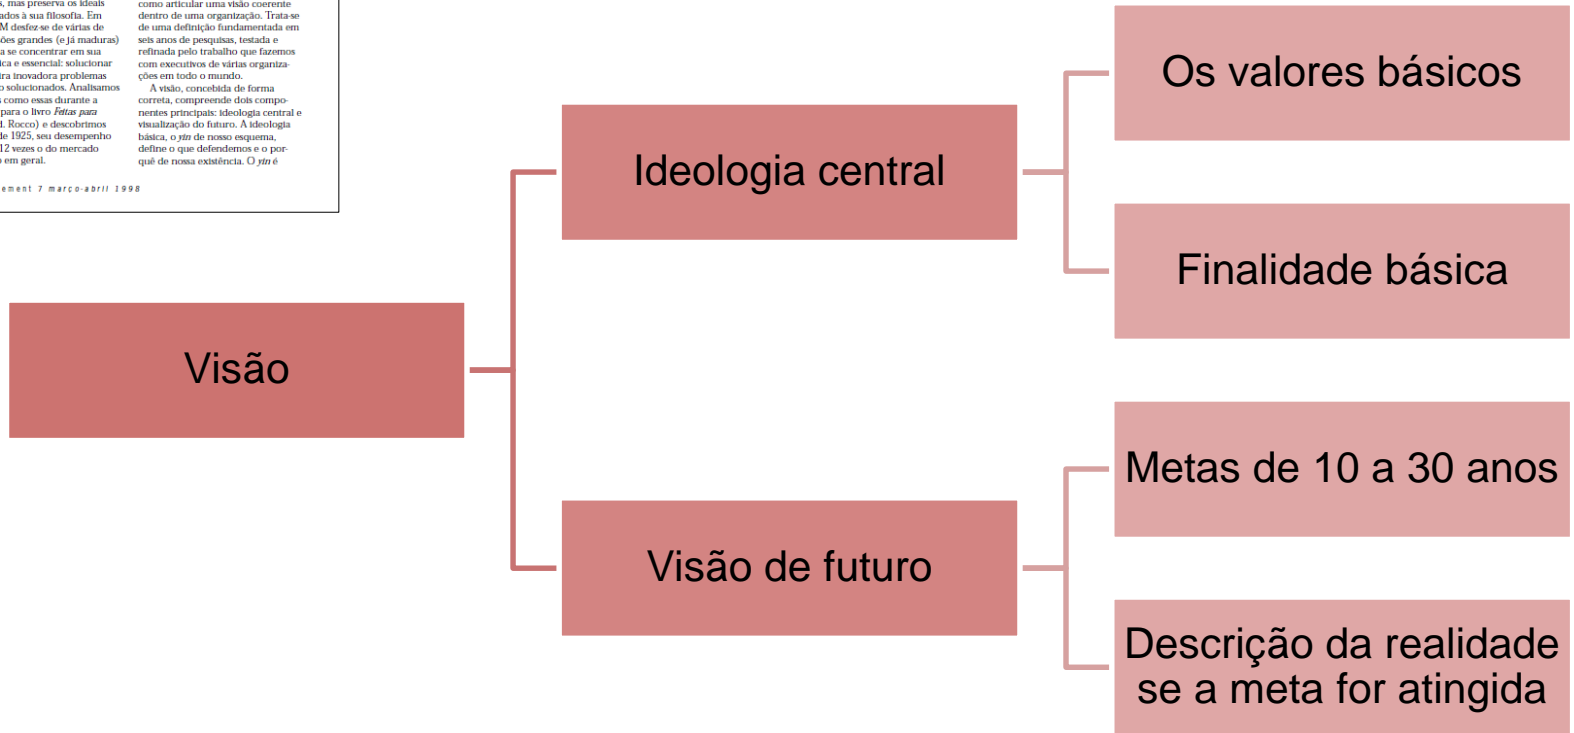 s, mas preserva os ideais
ados à sua filosofia. Em
M desfez-se de várias de
ões grandes (e já maduras)
a se concentrar em sua
ica e essencial: solucionar
ira inovadora problemas
o solucionados. Analisamos
s como essas durante a
para o livro Feitas para
d. Rocco) e descobrimos
de 1925, seu desempenho
12 vezes o do mercado
o em geral.
como articular uma visão coerente
dentro de uma organização. Trata-se
de uma definição fundamentada em
seis anos de pesquisas, testada e
refinada pelo trabalho que fazemos
com executivos de várias organiza-
ções em todo o mundo.
A visão, concebida de forma
correta, compreende dois compo-
nentes principais: ideologia central e
visualização do futuro. A ideologia
básica, o yin de nosso esquema,
define o que defendemos e o por-
quê de nossa existência. O yin é
ement 7 março-abril 1998
Visão
Ideologia central
Os valores básicos
Finalidade básica
Visão de futuro
Metas de 10 a 30 anos
Descrição da realidade
se a meta for atingida